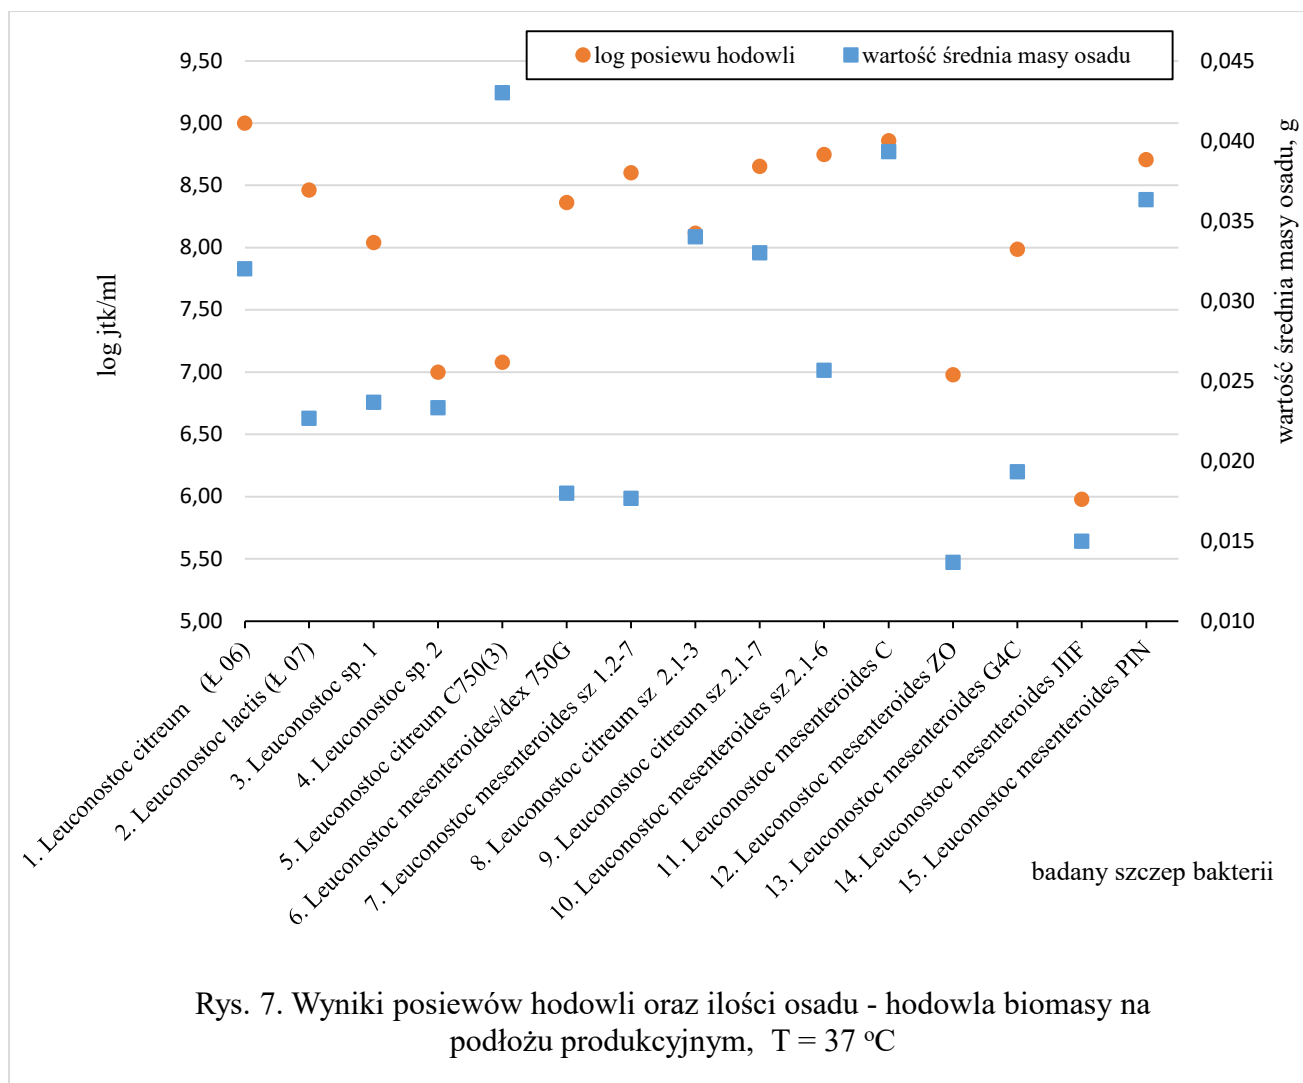 log posiewu hodowli
wartość średnia masy osadu
9,50
9,00
8,50
8,00
7,50
7,00
6,50
6,00
5,50
5,00
log jtk/ml
0,045
0,040
0,035
0,030
0,025
0,020
0,015
0,010
wartość średnia masy osadu, g
1. Leuconostoc citreum (Ł 06)
2. Leuconostoc lactis (Ł 07)
3. Leuconostoc sp. 1
4. Leuconostoc sp. 2
5. Leuconostoc citreum C750(3)
6. Leuconostoc mesenteroides/dex 750G
7. Leuconostoc mesenteroides sz 1.2-7
8. Leuconostoc citreum sz 2.1-3
9. Leuconostoc citreum sz 2.1-7
10. Leuconostoc mesenteroides sz 2.1-6
11. Leuconostoc mesenteroides C
12. Leuconostoc mesenteroides ZO
13. Leuconostoc mesenteroides G4C
14. Leuconostoc mesenteroides JIIF
15. Leuconostoc mesenteroides PIN
badany szczep bakterii
Rys. 7. Wyniki posiewów hodowli oraz ilości osadu - hodowla biomasy na
podłożu produkcyjnym, T = 37 °C